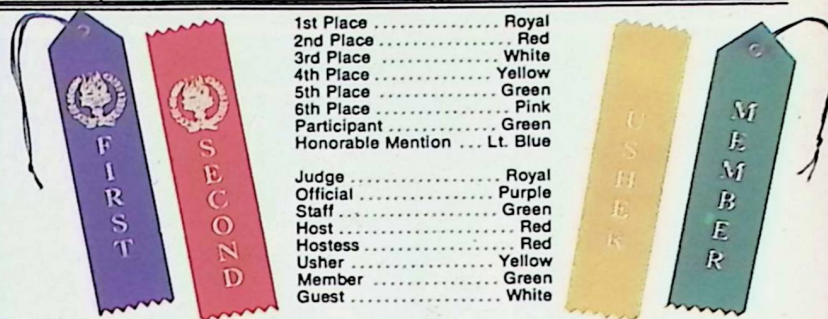 1st Place .................. Royal
2nd Place .................. Red
3rd Place ................. White
4th Place ................ Yellow
5th Place ................. Green
6th Place .................. Pink
Participant ............... Green
Honorable Mention ... Lt. Blue
Judge ...................... Royal
Official .................. Purple
Staff ...................... Green
Host ........................ Red
Hostess .................... Red
Usher .................... Yellow
Member ................... Green
Guest ..................... White
FIRST
SECOND
USHER
MEMBER